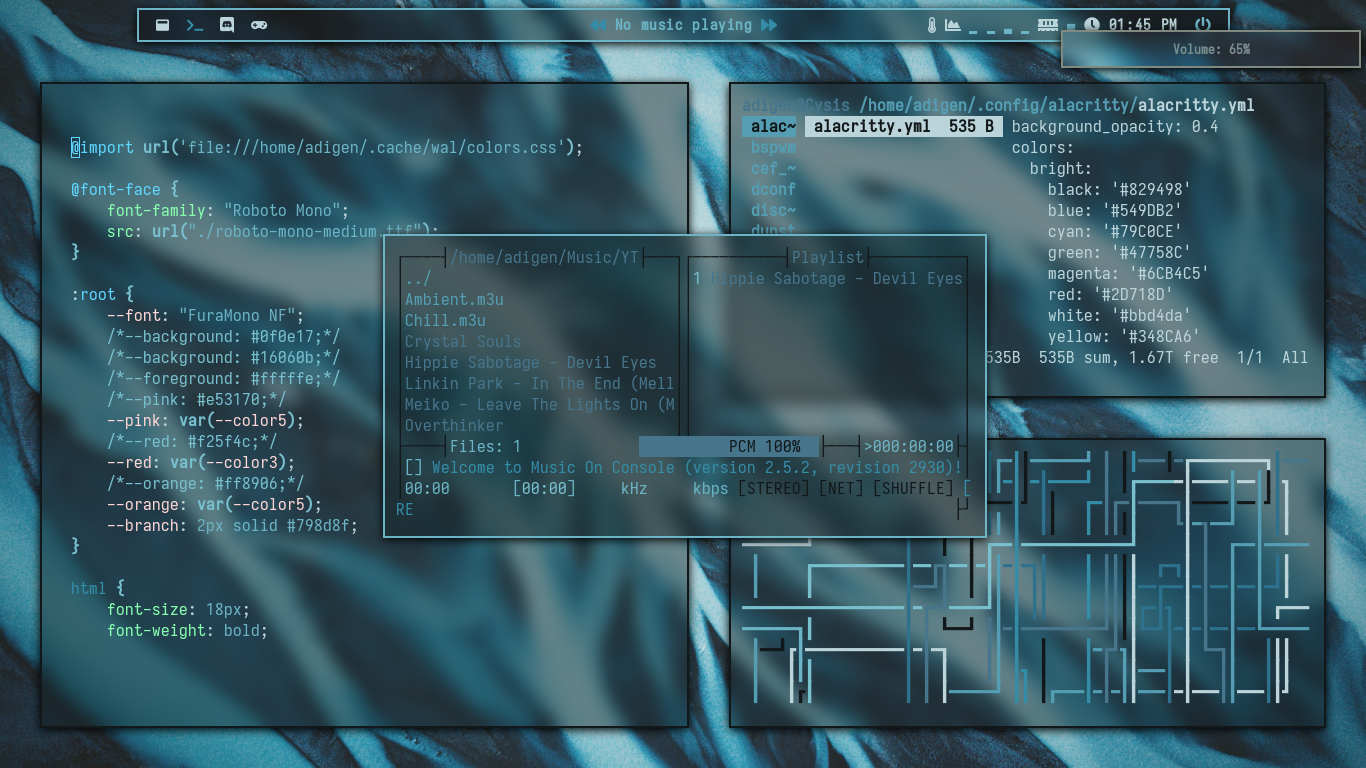 No music playing
01:45 PM
Volume: 65%
@import url('file:///home/adigen/.cache/wal/colors.css');
@font-face {
font-family: "Roboto Mono";
src: url("./roboto-mono-medium.ttf");
}
:root {
--font: "FuraMono NF";
/*--background: #0f0e17;*/
/*--background: #16060b;*/
/*--foreground: #fffffe;*/
/*--pink: #e53170;*/
--pink: var(--color5);
/*--red: #f25f4c;*/
--red: var(--color3);
/*--orange: #ff8906;*/
--orange: var(--color5);
--branch: 2px solid #798d8f;
}
html {
font-size: 18px;
font-weight: bold;
adigen@Cysis /home/adigen/.config/alacritty/alacritty.yml
alac~ alacritty.yml 535 B background_opacity: 0.4
bspwm colors:
cef_~ bright:
dconf black: '#829498'
disc~ blue: '#549DB2'
dunst cyan: '#79C0CE'
green: '#47758C'
magenta: '#6CB4C5'
red: '#2D718D'
white: '#bbd4da'
yellow: '#348CA6'
535B 535B sum, 1.67T free 1/1 All
/home/adigen/Music/YT Playlist
../ 1 Hippie Sabotage - Devil Eyes
Ambient.m3u
Chill.m3u
Crystal Souls
Hippie Sabotage - Devil Eyes
Linkin Park - In The End (Mell
Meiko - Leave The Lights On (M
Overthinker
Files: 1 PCM 100% >000:00:00
[] Welcome to Music On Console (version 2.5.2, revision 2930)!
00:00 [00:00] kHz kbps [STEREO] [NET] [SHUFFLE] [
RE